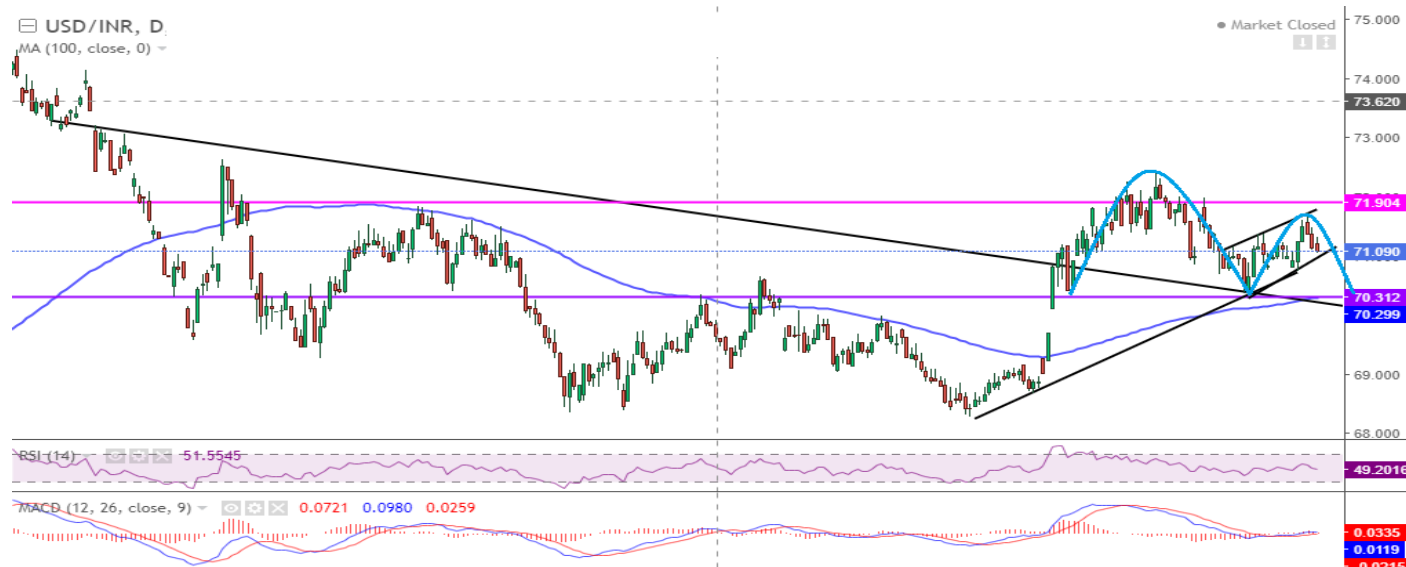 USD/INR, D
Market Closed
MA (100, close, 0)
75.000
74.000
73.620
73.000
71.904
71.090
70.312
70.299
69.000
68.000
RSI (14) 51.5545
49.2016
MACD (12, 26, close, 9) 0.0721 0.0980 0.0259
0.0335
0.0119